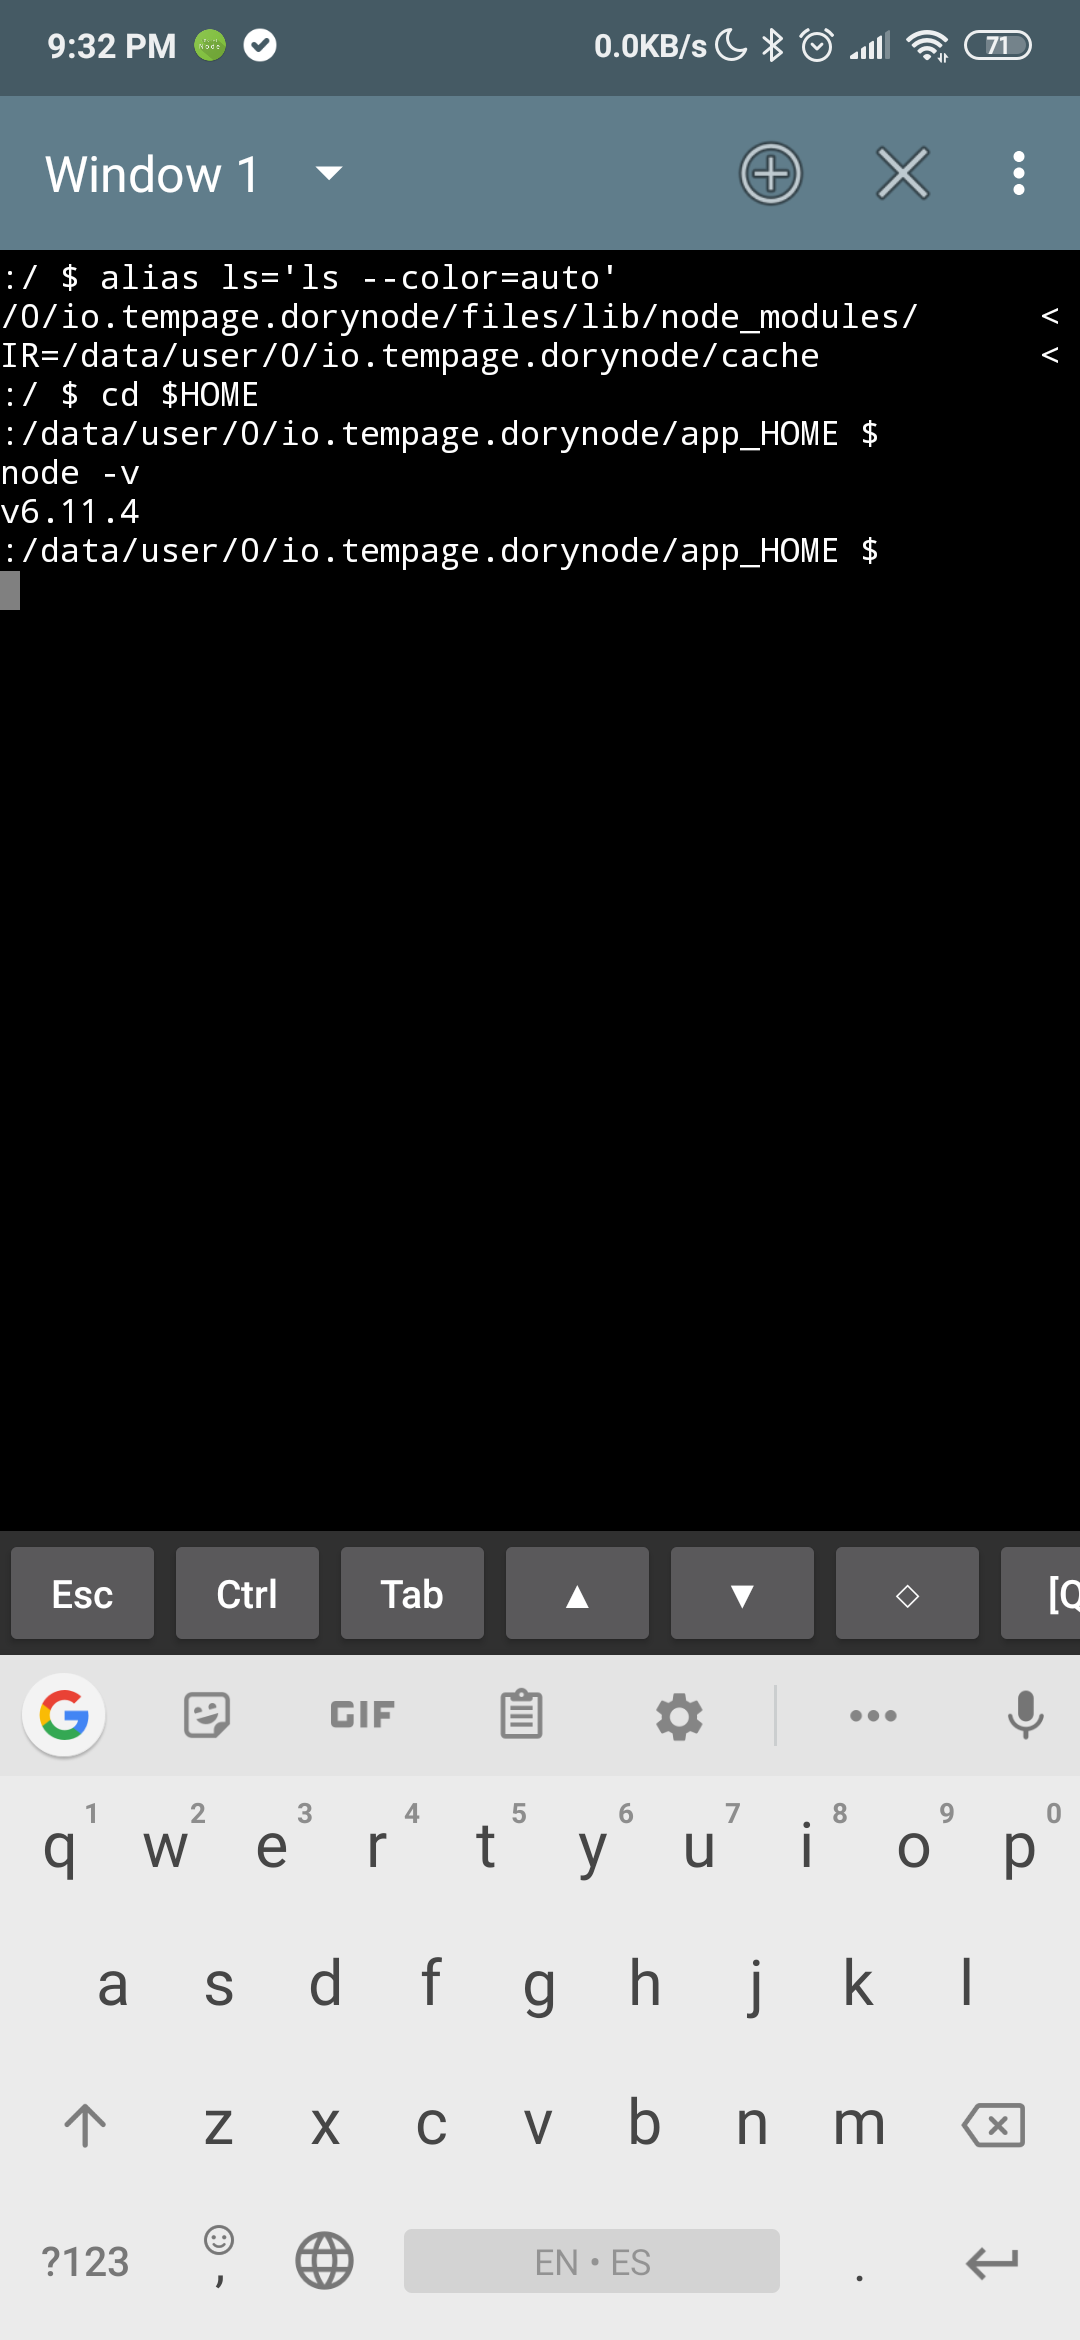 9:32 PM 0.0KB/s 71
Window 1
:/ $ alias ls='ls --color=auto'
/0/io.tempage.dorynode/files/lib/node_modules/ <
IR=/data/user/0/io.tempage.dorynode/cache <
:/ $ cd $HOME
:/data/user/0/io.tempage.dorynode/app_HOME $
node -v
v6.11.4
:/data/user/0/io.tempage.dorynode/app_HOME $
Esc Ctrl Tab ▲ ▼ ◇ [Q
G GIF
1 2 3 4 5 6 7 8 9 0
q w e r t y u i o p
a s d f g h j k l
z x c v b n m
?123 , EN • ES .